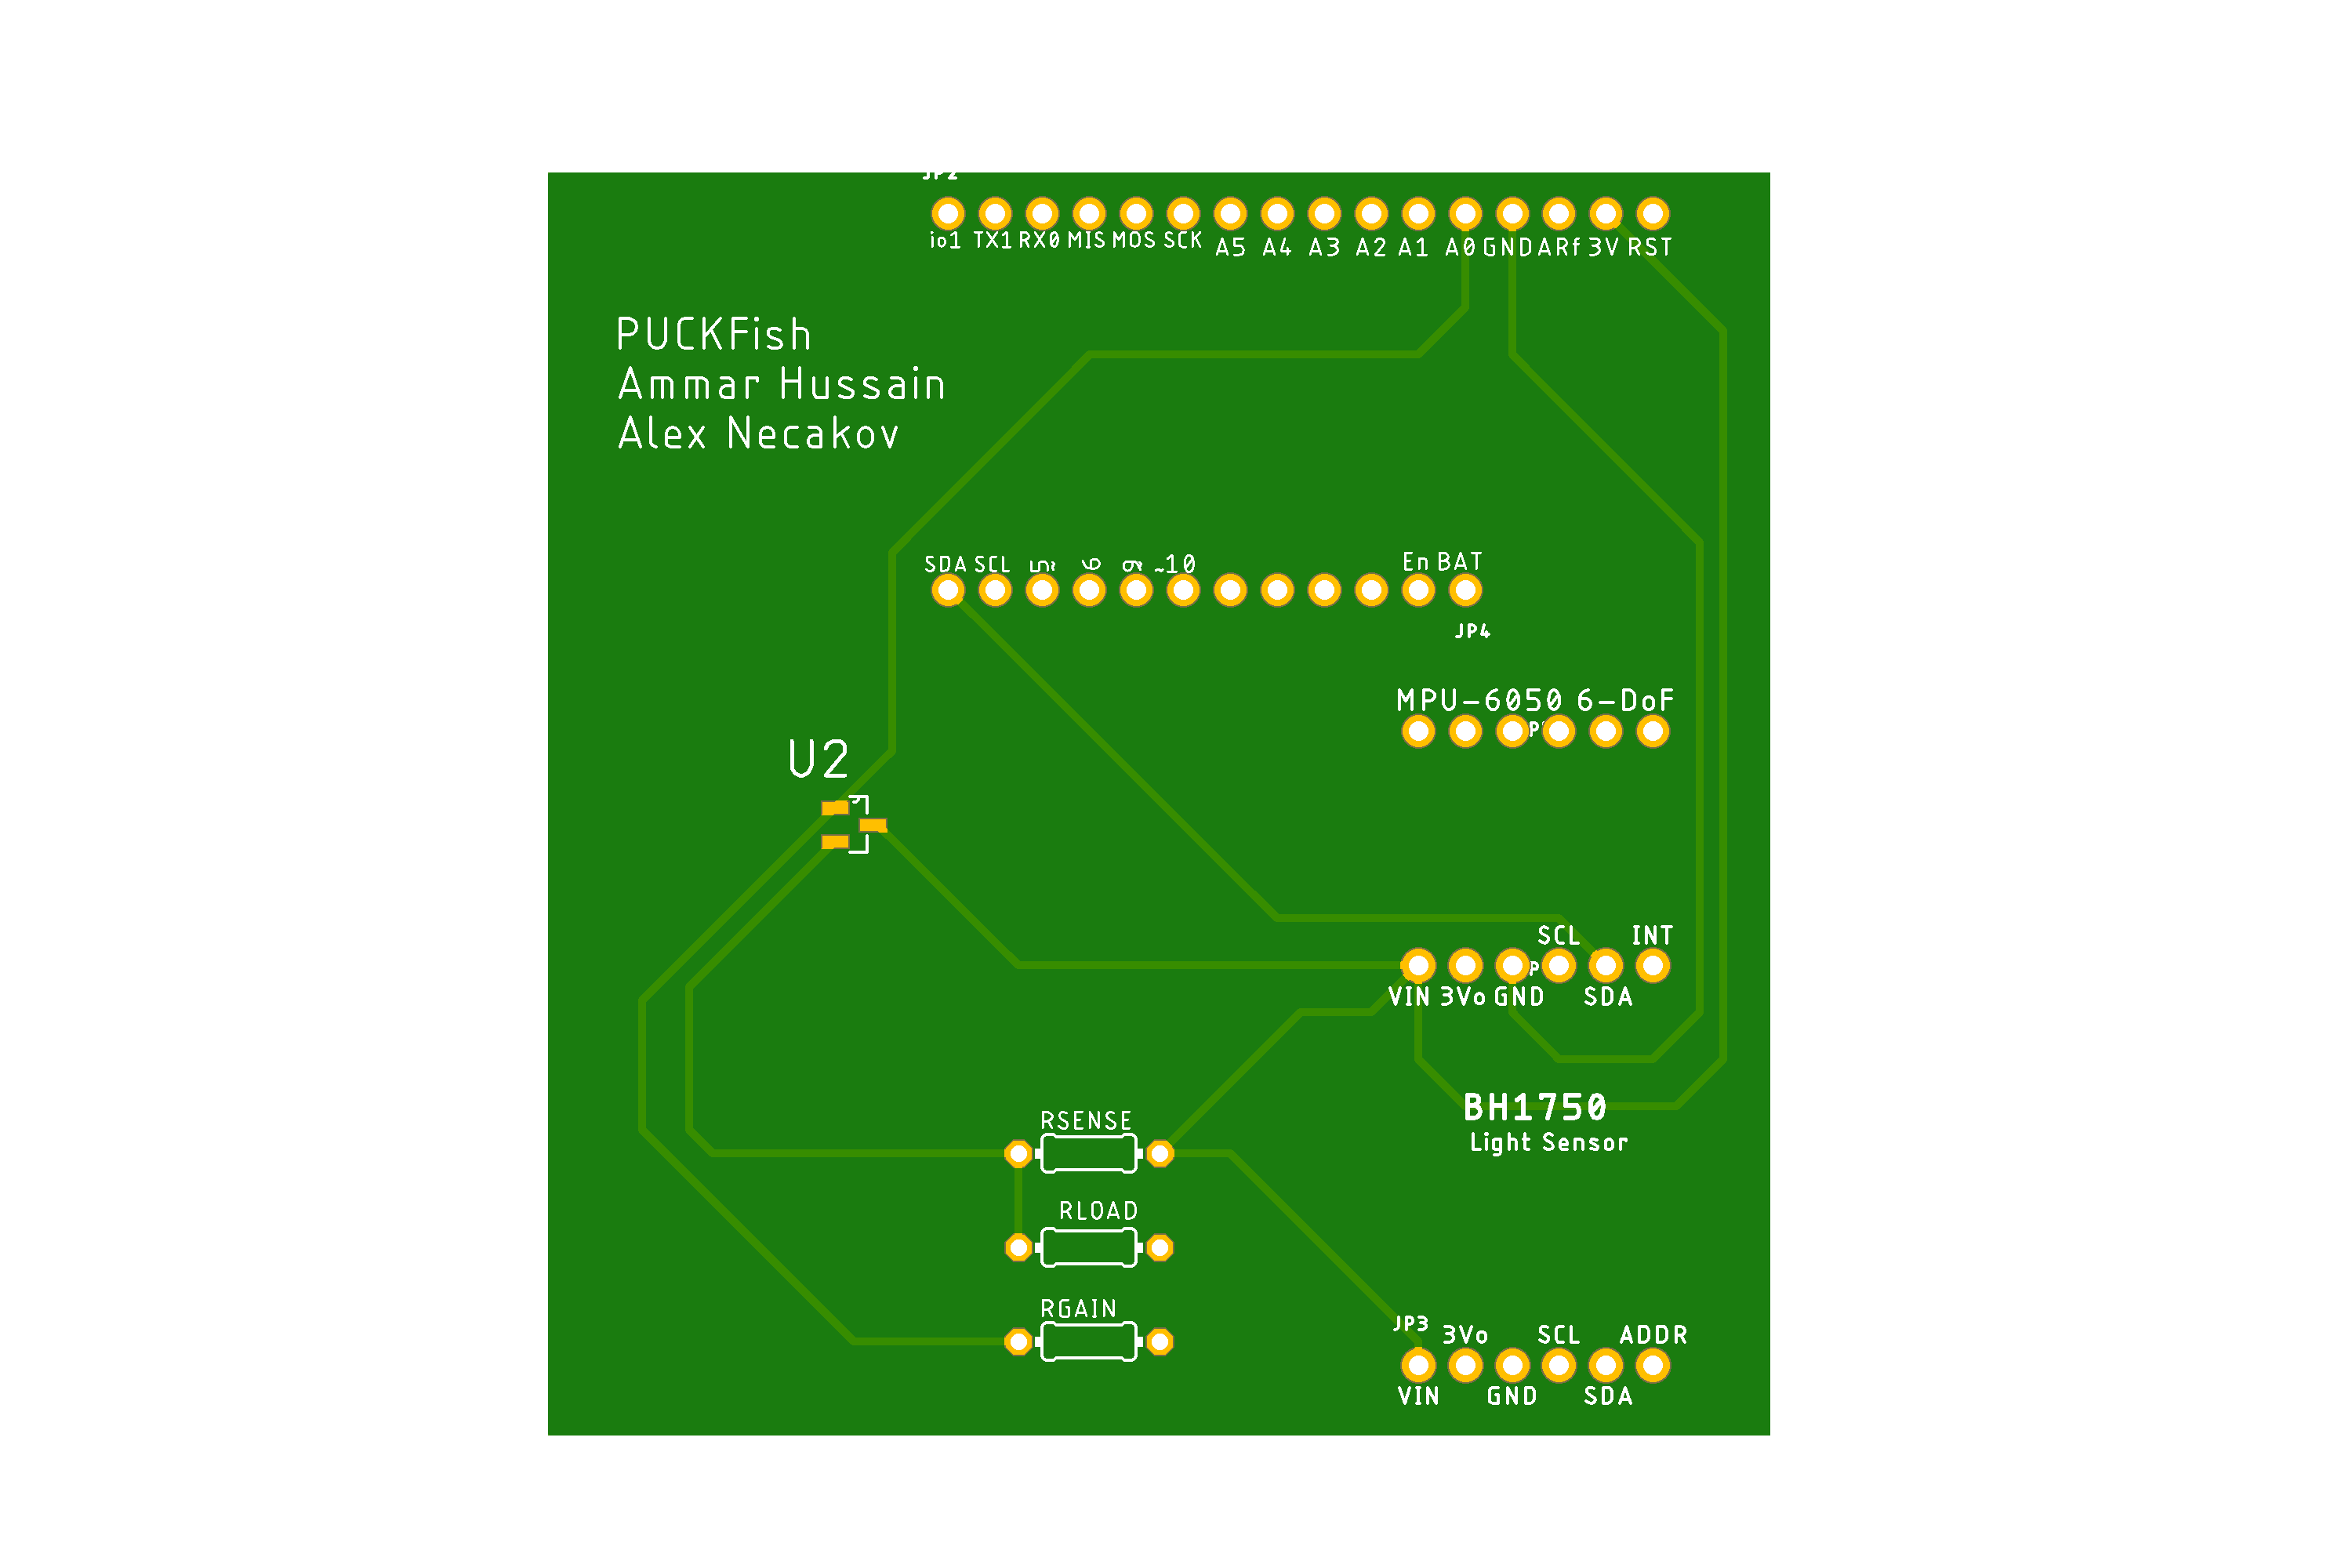 JP2
io1 TX1 RX0 MIS MOS SCK A5 A4 A3 A2 A1 A0 GND ARf 3V RST
PUCKFish
Ammar Hussain
Alex Necakov
SDA SCL ~5 6 ~9 ~10 En BAT
JP4
MPU-6050 6-DoF
U2
SCL INT
VIN 3Vo GND SDA
BH1750
Light Sensor
RSENSE
RLOAD
RGAIN
JP3 3Vo SCL ADDR
VIN GND SDA